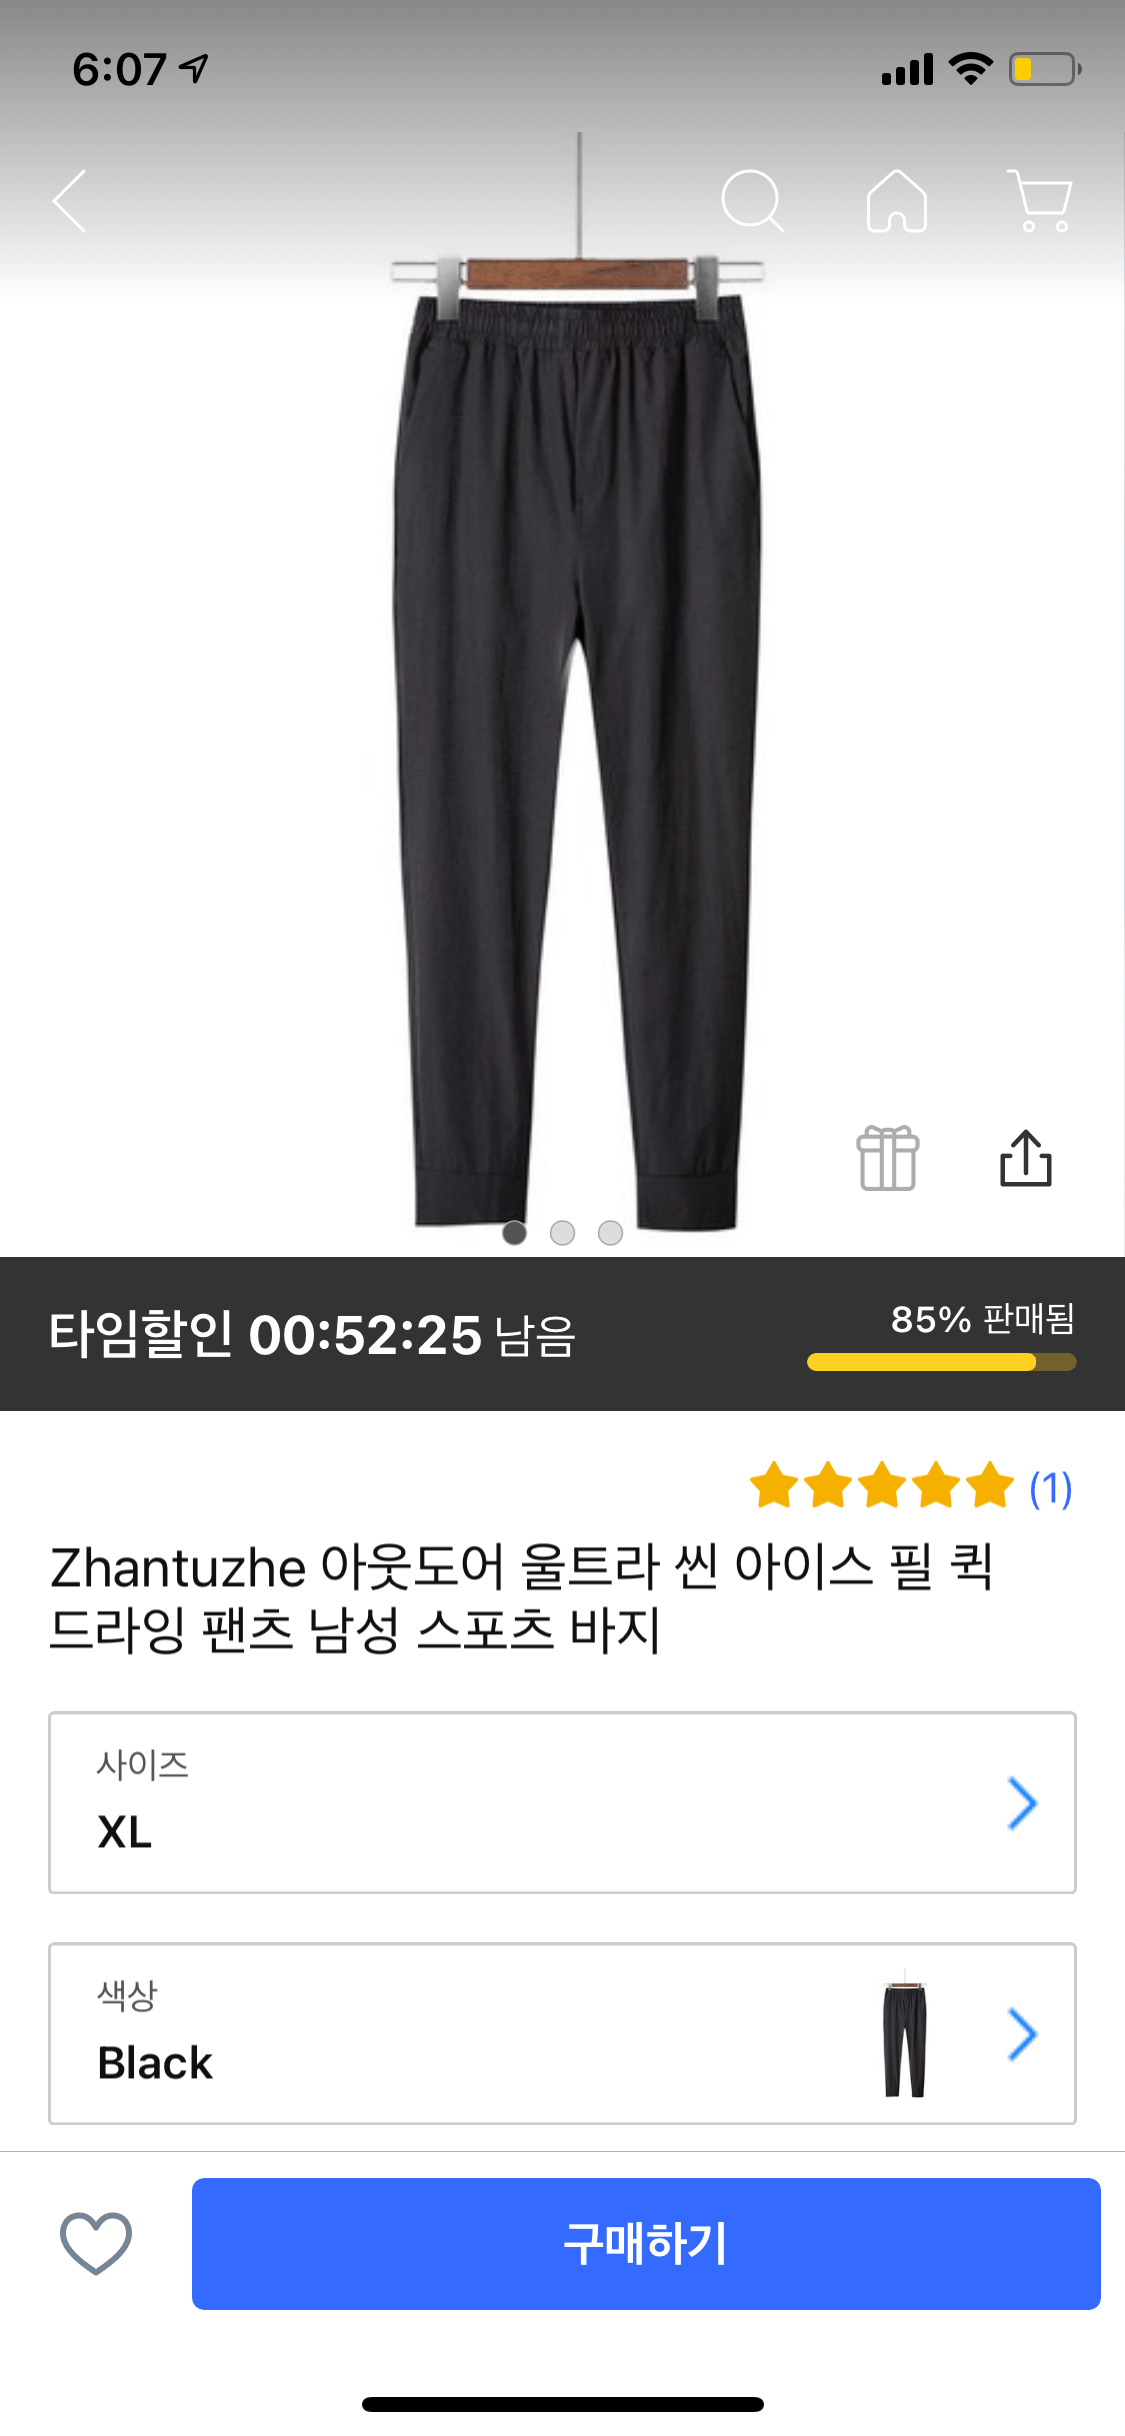 6:07
타임할인 00:52:25 남음
85% 판매됨
(1)
Zhantuzhe 아웃도어 울트라 씬 아이스 필 퀵
드라잉 팬츠 남성 스포츠 바지
사이즈
XL
색상
Black
구매하기